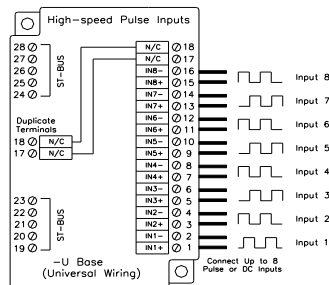 High-speed Pulse Inputs
28
27
26
25
24
ST-BUS
Duplicate
Terminals
18 N/C
17 N/C
23
22
21
20
19
ST-BUS
N/C 18
N/C 17
IN8- 16
IN8+ 15
IN7- 14
IN7+ 13
IN6- 12
IN6+ 11
IN5- 10
IN5+ 9
IN4- 8
IN4+ 7
IN3- 6
IN3+ 5
IN2- 4
IN2+ 3
IN1- 2
IN1+ 1
Input 8
Input 7
Input 6
Input 5
Input 4
Input 3
Input 2
Input 1
-U Base
(Universal Wiring)
Connect Up to 8
Pulse or DC Inputs